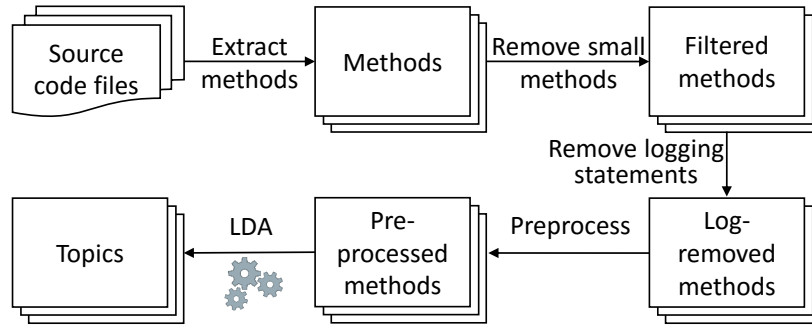 Source
code files
Extract
methods
Methods
Remove small
methods
Filtered
methods
Remove logging
statements
Log-
removed
methods
Preprocess
Pre-
processed
methods
LDA
Topics